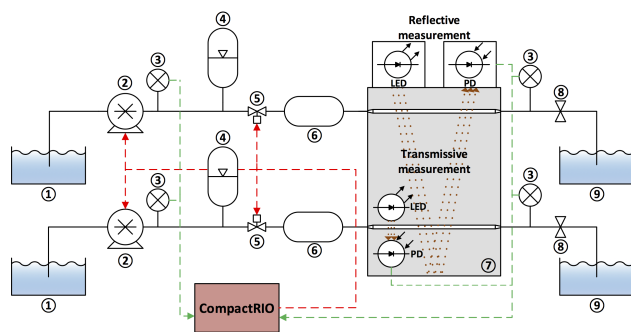 Reflective
measurement
④
③
③
②
LED
PD
⑤
⑧
⑥
Transmissive
measurement
①
④
⑨
③
③
LED
⑤
⑧
②
⑥
PD
⑦
①
⑨
CompactRIO